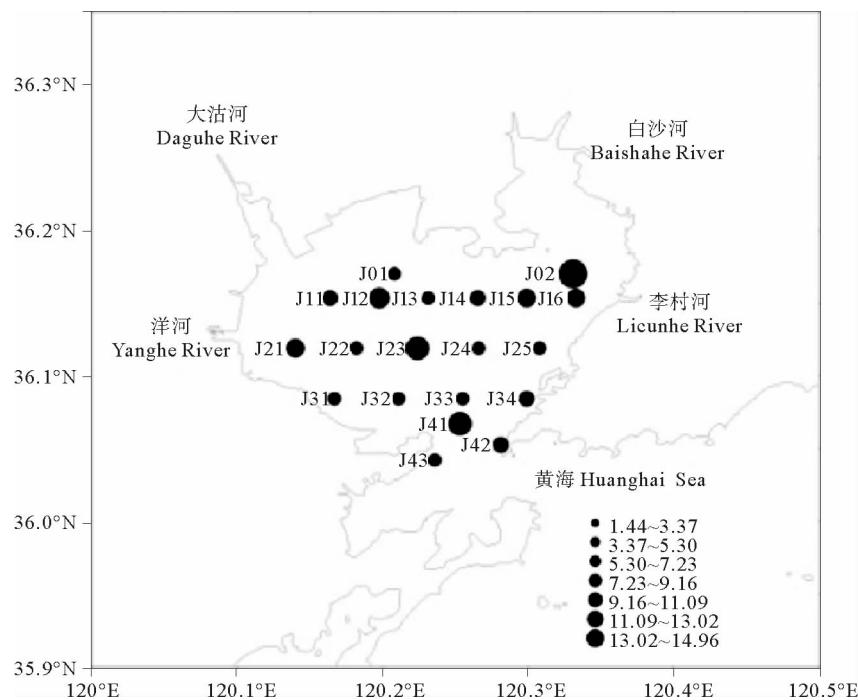 36.3°N
大沽河
Daguhe River
白沙河
Baishahe River
36.2°N
J01
J02
J11 J12 J13 J14 J15 J16
李村河
Licunhe River
洋河
Yanghe River
J21 J22 J23 J24 J25
36.1°N
J31 J32 J33 J34
J41
J42
J43
黄海 Huanghai Sea
36.0°N
1.44~3.37
3.37~5.30
5.30~7.23
7.23~9.16
9.16~11.09
11.09~13.02
13.02~14.96
35.9°N
120°E 120.1°E 120.2°E 120.3°E 120.4°E 120.5°E